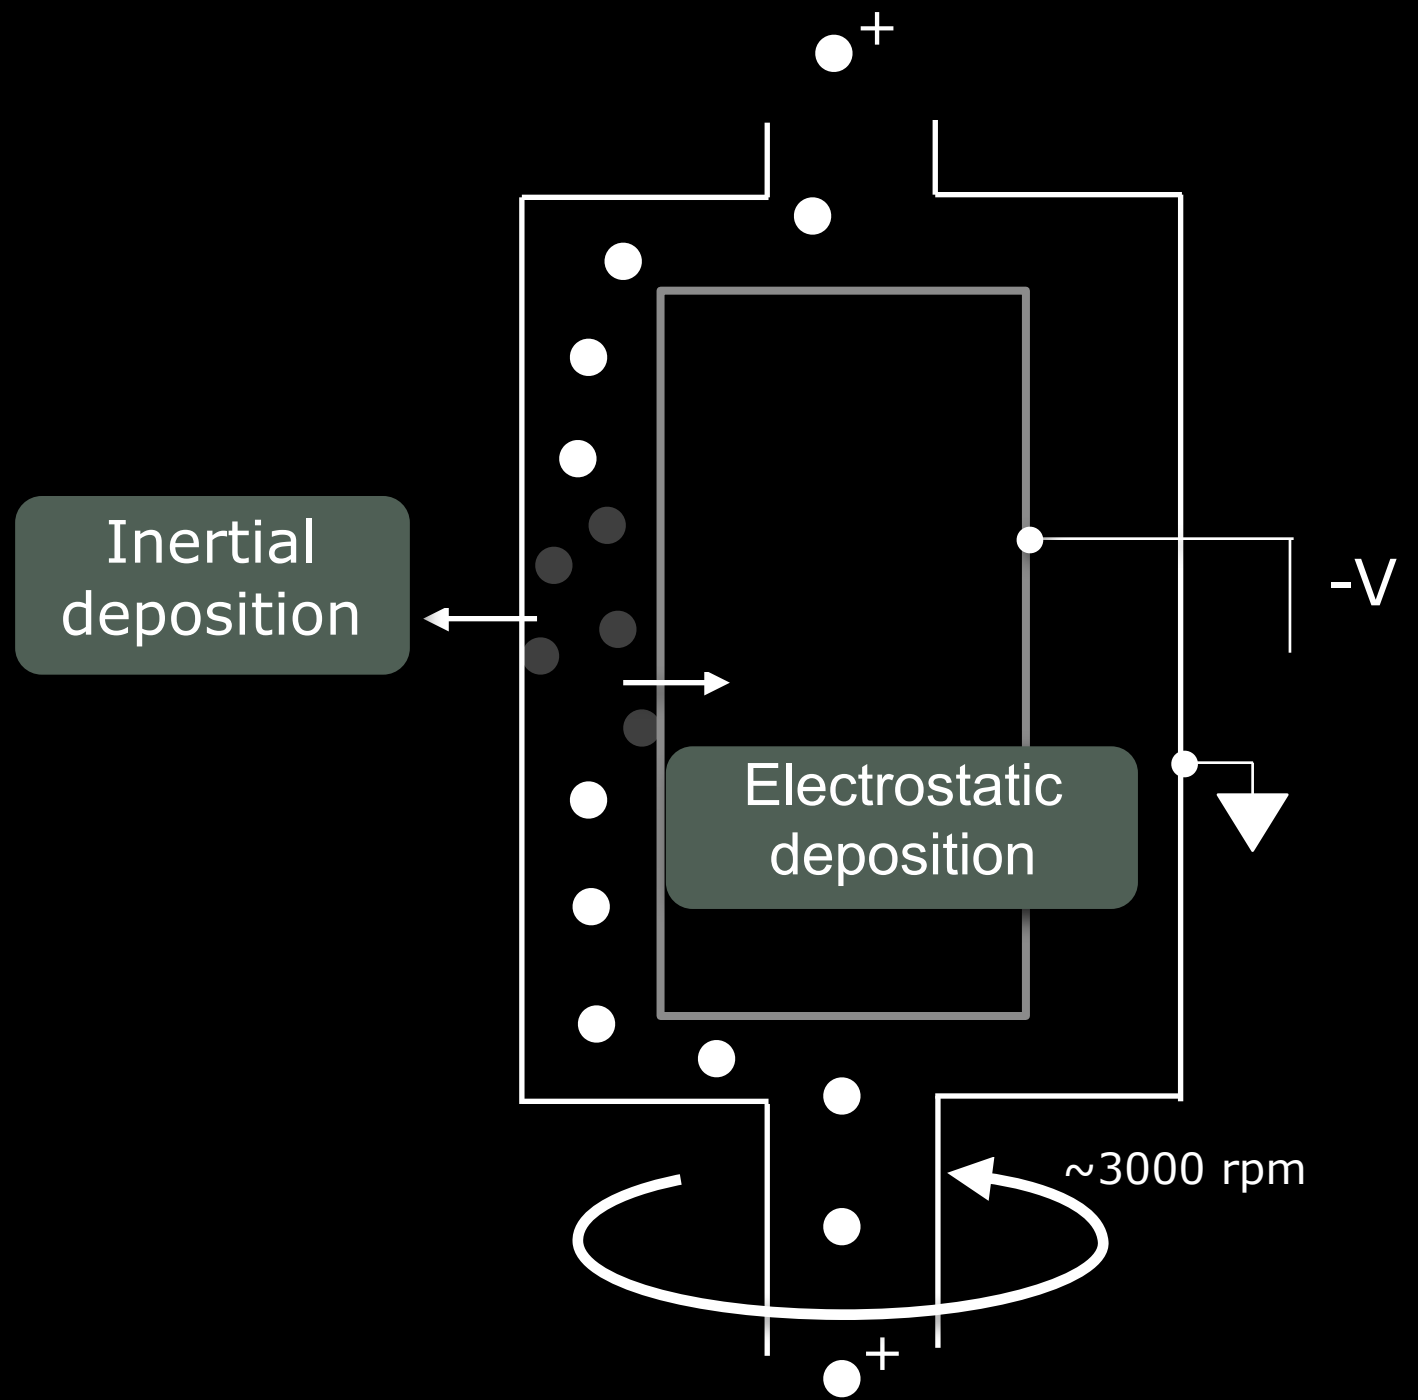 +
Inertial
deposition
-V
Electrostatic
deposition
~3000 rpm
+